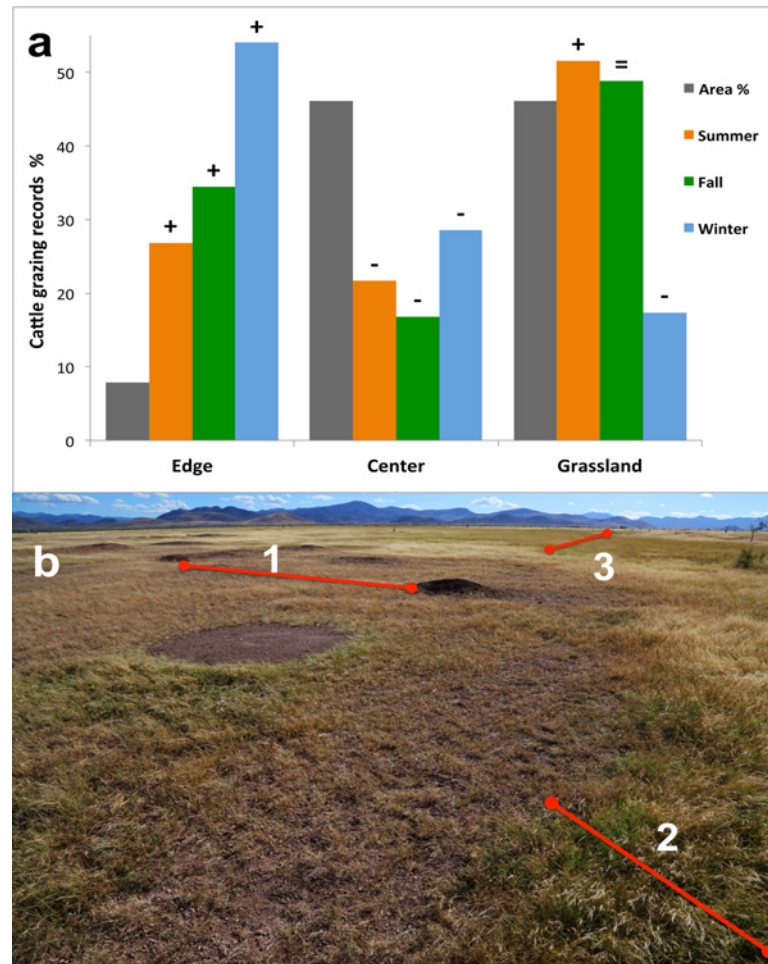 a
Cattle grazing records %
50
40
30
20
10
0
+
+
+
-
-
-
+
=
-
Edge
Center
Grassland
Area %
Summer
Fall
Winter
b
1
3
2